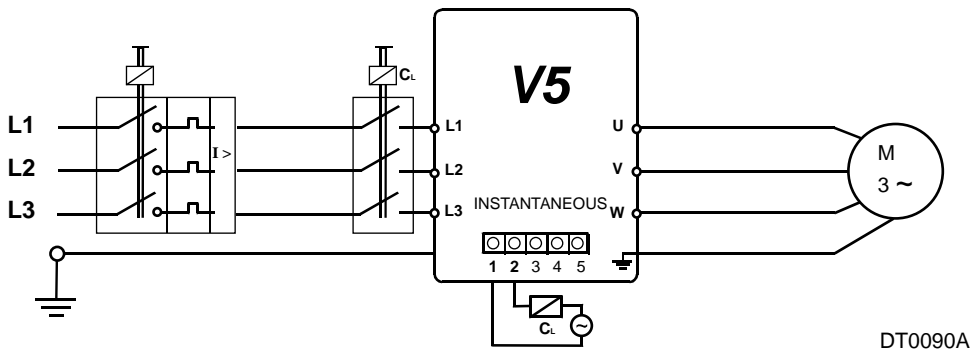 V5
CL
L1 L1 U M
I >
L2 L2 V 3 ~
L3 L3 INSTANTANEOUS W
1 2 3 4 5
CL ~
DT0090A